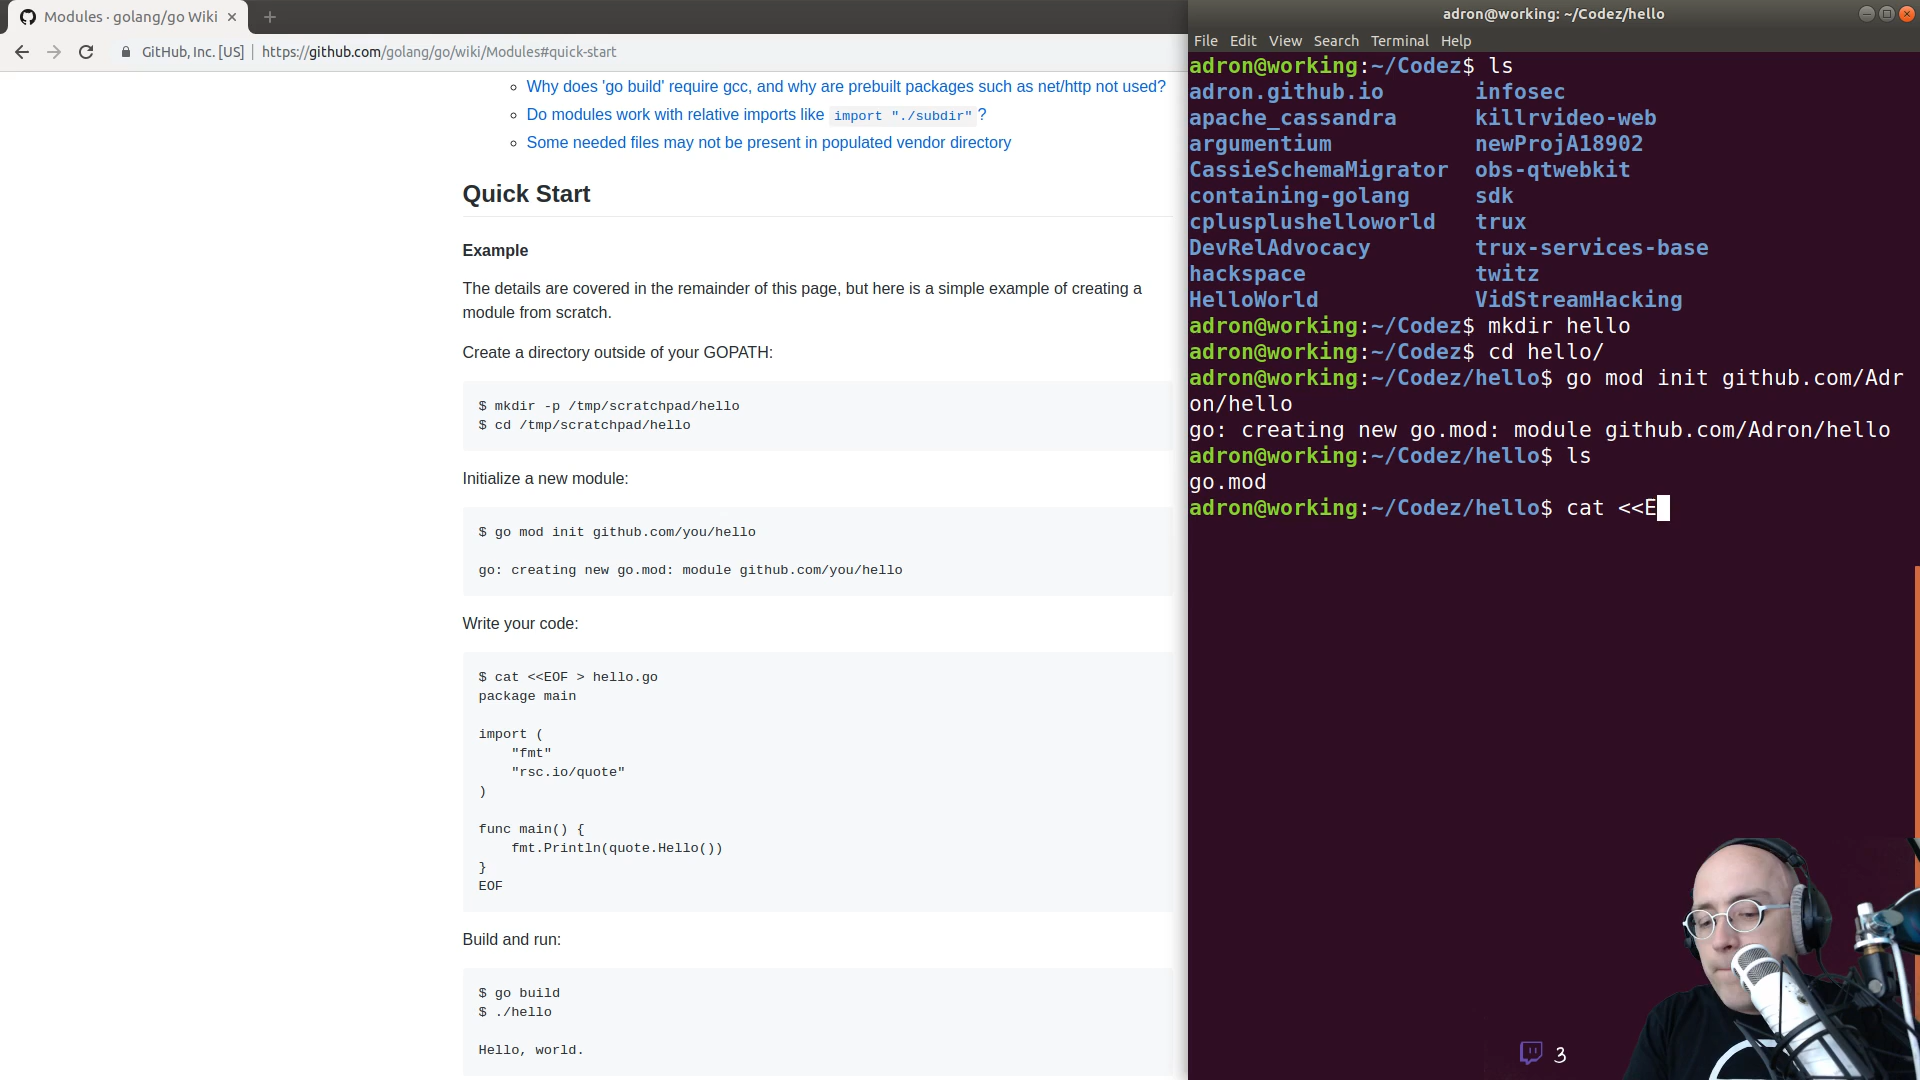 Modules · golang/go Wiki
GitHub, Inc. [US] | https://github.com/golang/go/wiki/Modules#quick-start
Why does 'go build' require gcc, and why are prebuilt packages such as net/http not used?
Do modules work with relative imports like import "./subdir" ?
Some needed files may not be present in populated vendor directory
Quick Start
Example
The details are covered in the remainder of this page, but here is a simple example of creating a
module from scratch.
Create a directory outside of your GOPATH:
$ mkdir -p /tmp/scratchpad/hello
$ cd /tmp/scratchpad/hello
Initialize a new module:
$ go mod init github.com/you/hello
go: creating new go.mod: module github.com/you/hello
Write your code:
$ cat <<EOF > hello.go
package main
import (
"fmt"
"rsc.io/quote"
)
func main() {
fmt.Println(quote.Hello())
}
EOF
Build and run:
$ go build
$ ./hello
Hello, world.
adron@working: ~/Codez/hello
File Edit View Search Terminal Help
adron@working:~/Codez$ ls
adron.github.io infosec
apache_cassandra killrvideo-web
argumentium newProjA18902
CassieSchemaMigrator obs-qtwebkit
containing-golang sdk
cplusplushelloworld trux
DevRelAdvocacy trux-services-base
hackspace twitz
HelloWorld VidStreamHacking
adron@working:~/Codez$ mkdir hello
adron@working:~/Codez$ cd hello/
adron@working:~/Codez/hello$ go mod init github.com/Adr
on/hello
go: creating new go.mod: module github.com/Adron/hello
adron@working:~/Codez/hello$ ls
go.mod
adron@working:~/Codez/hello$ cat <<E
3